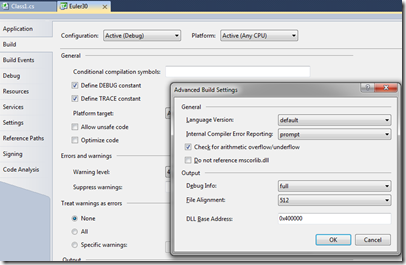 Class1.cs
Euler30
Application
Build
Build Events
Debug
Resources
Services
Settings
Reference Paths
Signing
Code Analysis
Configuration: Active (Debug)
Platform: Active (Any CPU)
General
Conditional compilation symbols:
Define DEBUG constant
Define TRACE constant
Platform target:
Allow unsafe code
Optimize code
Errors and warnings
Warning level: 4
Suppress warnings:
Treat warnings as errors
None
All
Specific warnings:
Output
Advanced Build Settings
General
Language Version: default
Internal Compiler Error Reporting: prompt
Check for arithmetic overflow/underflow
Do not reference mscorlib.dll
Output
Debug Info: full
File Alignment: 512
DLL Base Address: 0x400000
OK
Cancel